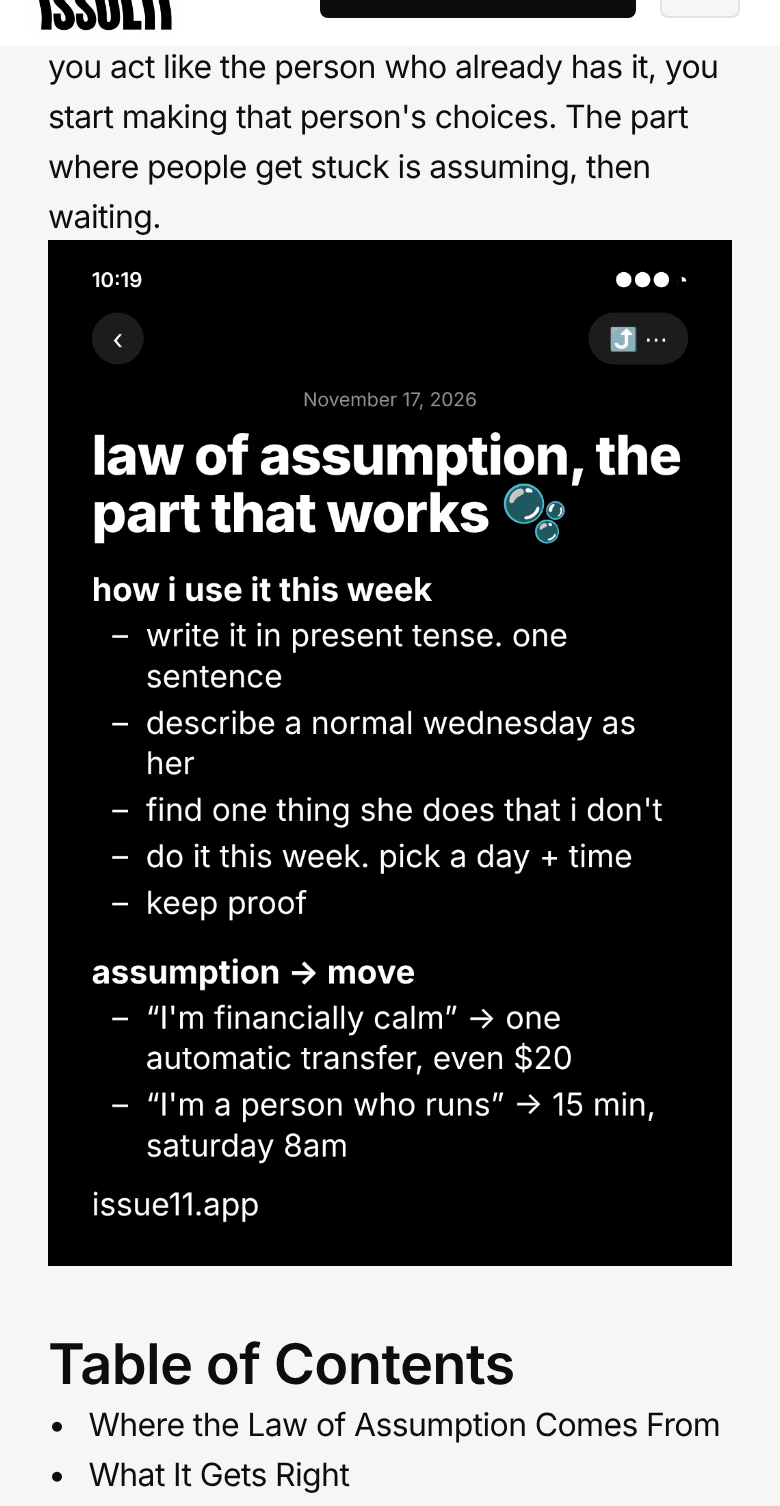 ISSUE11
you act like the person who already has it, you
start making that person's choices. The part
where people get stuck is assuming, then
waiting.
10:19
‹
⤴️ ···
November 17, 2026
law of assumption, the
part that works 🫧
how i use it this week
– write it in present tense. one
sentence
– describe a normal wednesday as
her
– find one thing she does that i don't
– do it this week. pick a day + time
– keep proof
assumption → move
– “I'm financially calm” → one
automatic transfer, even $20
– “I'm a person who runs” → 15 min,
saturday 8am
issue11.app
Table of Contents
• Where the Law of Assumption Comes From
• What It Gets Right